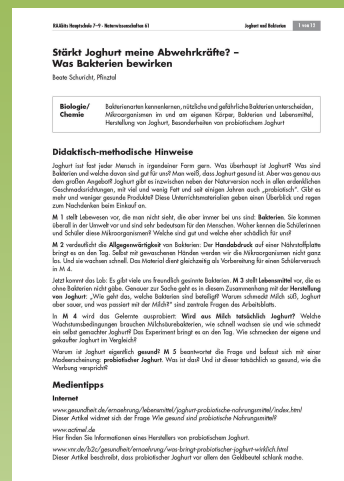 RAAbits Hauptschule 7–9 · Naturwissenschaften 61
Joghurt und Bakterien
1 von 12
Stärkt Joghurt meine Abwehrkräfte? –
Was Bakterien bewirken
Beate Schuricht, Pfinztal
Biologie/
Chemie
Bakterienarten kennenlernen, nützliche und gefährliche Bakterien unterscheiden,
Mikroorganismen im und am eigenen Körper, Bakterien und Lebensmittel,
Herstellung von Joghurt, Besonderheiten von probiotischem Joghurt
Didaktisch-methodische Hinweise
Joghurt isst fast jeder Mensch in irgendeiner Form gern. Was überhaupt ist Joghurt? Was sind
Bakterien und welche davon sind gut für uns? Man weiß, dass Joghurt gesund ist. Aber was genau aus
dem großen Angebot? Joghurt gibt es inzwischen neben der Naturversion noch in allen erdenklichen
Geschmacksrichtungen, mit viel und wenig Fett und seit einigen Jahren auch „probiotisch“. Gibt es
mehr und weniger gesunde Produkte? Diese Unterrichtsmaterialien geben einen Überblick und regen
zum Nachdenken beim Einkauf an.
M 1 stellt Lebewesen vor, die man nicht sieht, die aber immer bei uns sind: Bakterien. Sie kommen
überall in der Umwelt vor und sind sehr bedeutsam für den Menschen. Woher kennen die Schülerinnen
und Schüler diese Mikroorganismen? Welche sind gut und welche eher schädlich für uns?
M 2 verdeutlicht die Allgegenwärtigkeit von Bakterien: Der Handabdruck auf einer Nährstoffplatte
bringt es an den Tag. Selbst mit gewaschenen Händen werden wir die Mikroorganismen nicht ganz
los. Und sie wachsen schnell. Das Material dient gleichzeitig als Vorbereitung für einen Schülerversuch
in M 4.
Jetzt kommt das Lab: Es gibt viele uns freundlich gesinnte Bakterien. M 3 stellt Lebensmittel vor, die es
ohne Bakterien nicht gäbe. Genauer zur Sache geht es in diesem Zusammenhang mit der Herstellung
von Joghurt: „Wie geht das, welche Bakterien sind beteiligt? Warum schmeckt Milch süß, Joghurt
aber sauer, und was passiert mit der Milch?“ sind zentrale Fragen des Arbeitsblatts.
In M 4 wird das Gelernte ausprobiert: Wird aus Milch tatsächlich Joghurt? Welche
Wachstumsbedingungen brauchen Milchsäurebakterien, wie schnell wachsen sie und wie schmeckt
ein selbst gemachter Joghurt? Das Experiment bringt es an den Tag. Wie schmecken der eigene und
gekaufter Joghurt im Vergleich?
Warum ist Joghurt eigentlich gesund? M 5 beantwortet die Frage und befasst sich mit einer
Modeerscheinung: probiotischer Joghurt. Was ist das? Und ist dieser tatsächlich so gesund, wie die
Werbung verspricht?
Medientipps
Internet
www.gesundheit.de/ernaehrung/lebensmittel/joghurt-probiotische-nahrungsmittel/index.html
Dieser Artikel widmet sich der Frage Wie gesund sind probiotische Nahrungsmittel?
www.actimel.de
Hier finden Sie Informationen eines Herstellers von probiotischem Joghurt.
www.vnr.de/b2c/gesundheit/ernaehrung/was-bringt-probiotischer-joghurt-wirklich.html
Dieser Artikel beschreibt, dass probiotischer Joghurt vor allem den Geldbeutel schlank mache.